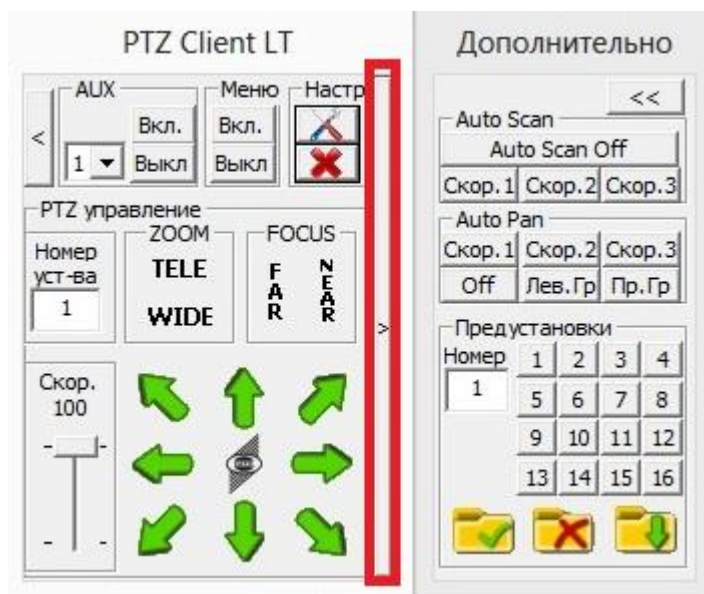 PTZ Client LT
AUX
Меню
Настр
<
Вкл.
Вкл.
1
Выкл
Выкл
PTZ управление
Номер
уст-ва
1
ZOOM
TELE
WIDE
FOCUS
FAR
NEAR
>
Скор.
100
Дополнительно
<<
Auto Scan
Auto Scan Off
Скор.1 Скор.2 Скор.3
Auto Pan
Скор.1 Скор.2 Скор.3
Off Лев.Гр Пр.Гр
Предустановки
Номер 1 2 3 4
1 5 6 7 8
9 10 11 12
13 14 15 16